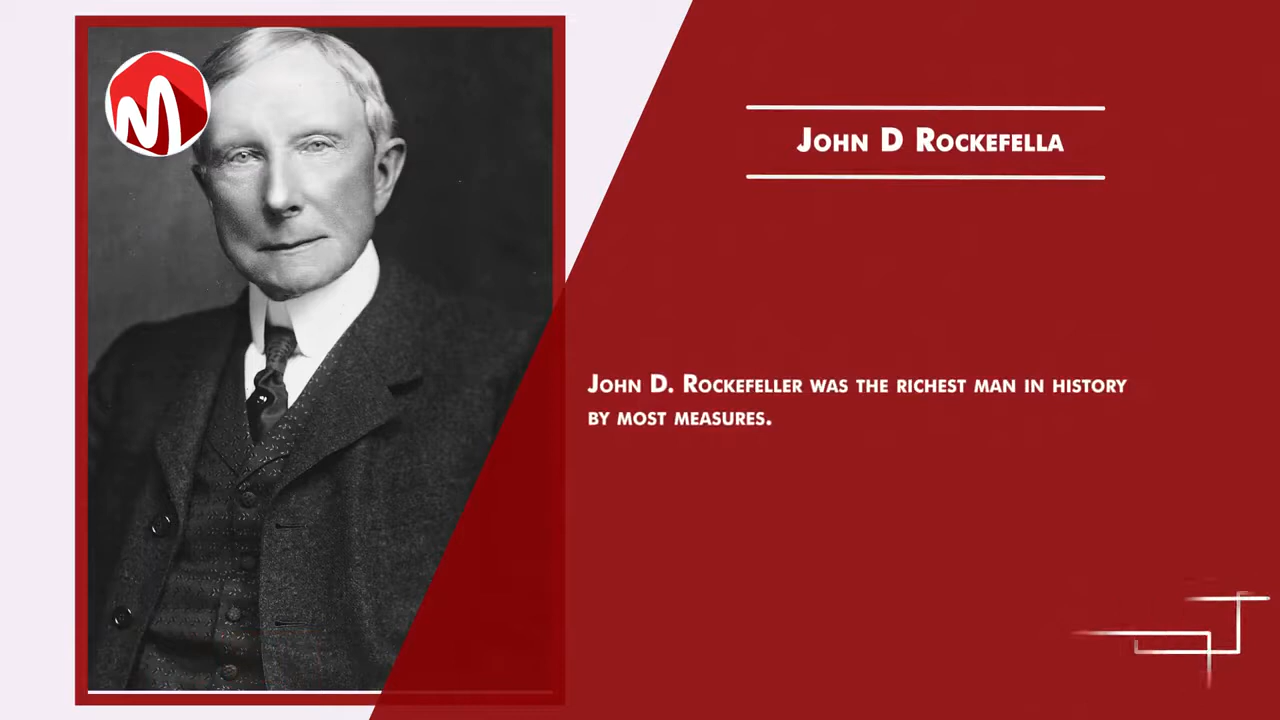 John D Rockefella
John D. Rockefeller was the richest man in history
by most measures.